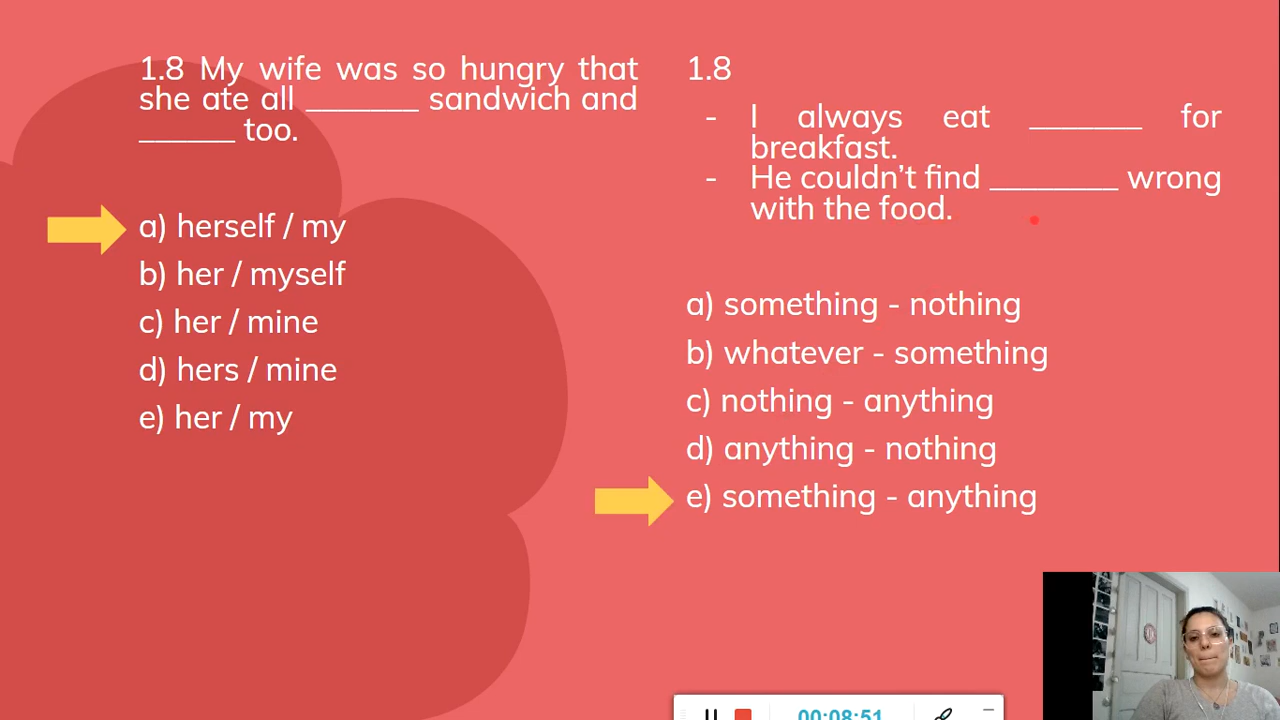 1.8 My wife was so hungry that
she ate all _______ sandwich and
______ too.
a) herself / my
b) her / myself
c) her / mine
d) hers / mine
e) her / my
1.8
- I always eat _______ for
breakfast.
- He couldn't find ________ wrong
with the food.
a) something - nothing
b) whatever - something
c) nothing - anything
d) anything - nothing
e) something - anything
00:08:51